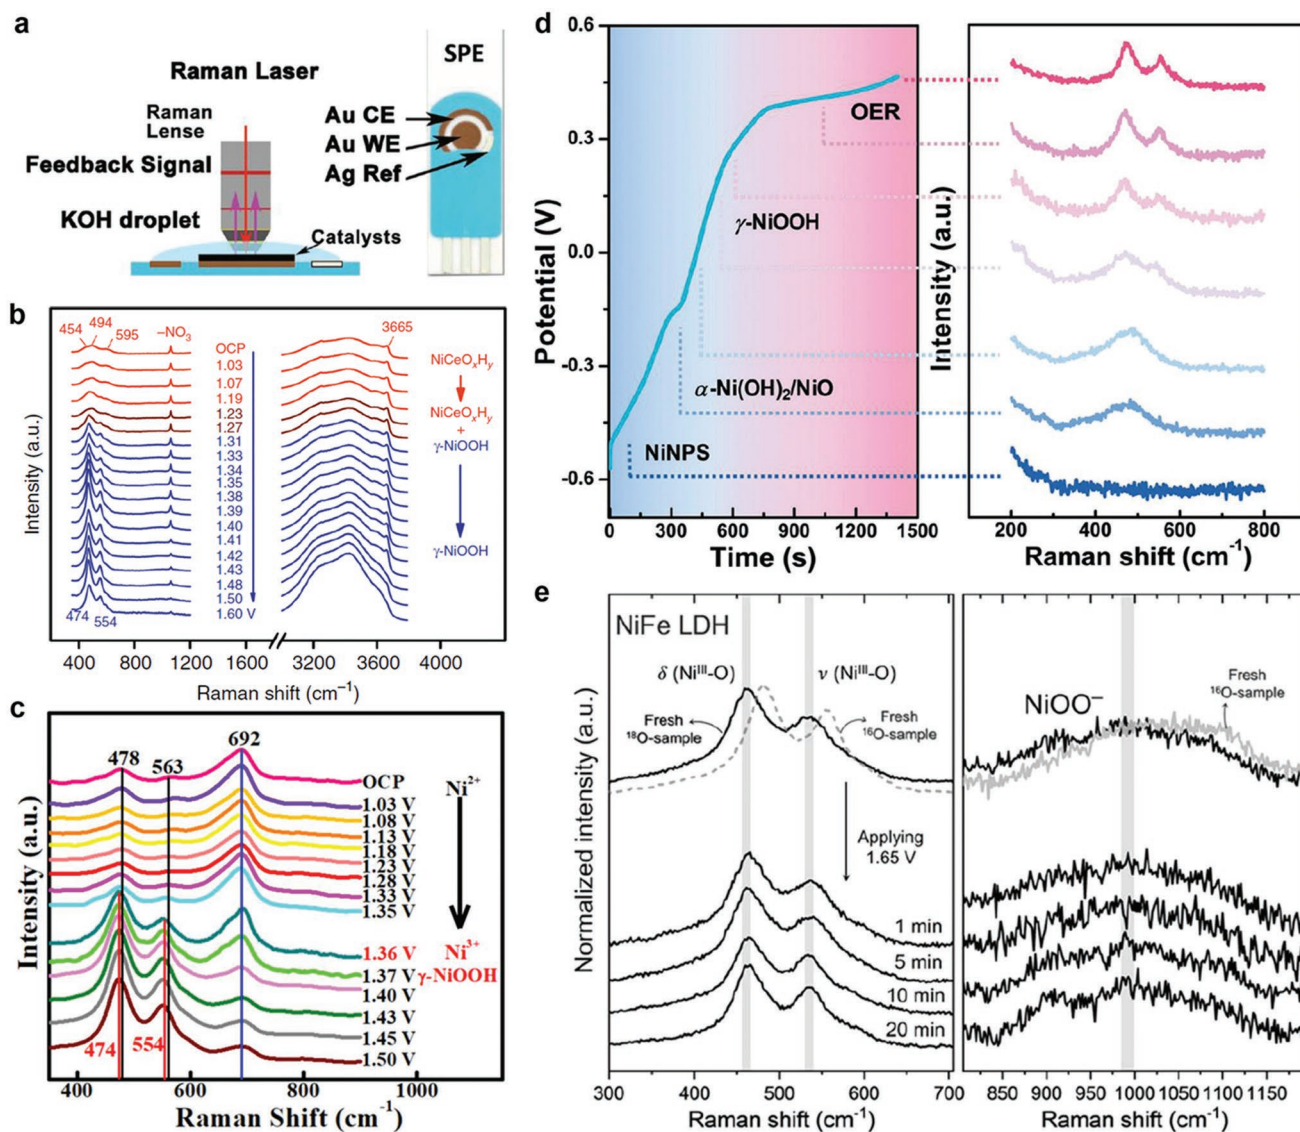 a
Raman Laser
Raman
Lense
Feedback Signal
KOH droplet
Catalysts
SPE
Au CE
Au WE
Ag Ref
b
Intensity (a.u.)
454
494
595
–NO₃
3665
OCP
1.03
1.07
1.19
1.23
1.27
1.31
1.33
1.34
1.35
1.38
1.39
1.40
1.41
1.42
1.43
1.48
1.50
1.60 V
NiCeOₓHᵧ
NiCeOₓHᵧ
+
γ-NiOOH
γ-NiOOH
474
554
400 800 1200 1600 3200 3600 4000
Raman shift (cm⁻¹)
c
Intensity (a.u.)
478
563
692
OCP
1.03 V
1.08 V
1.13 V
1.18 V
1.23 V
1.28 V
1.33 V
1.35 V
1.36 V
1.37 V
1.40 V
1.43 V
1.45 V
1.50 V
Ni²⁺
Ni³⁺
γ-NiOOH
474
554
400 600 800 1000
Raman Shift (cm⁻¹)
d
Potential (V)
0.6
0.3
0.0
-0.3
-0.6
OER
γ-NiOOH
α-Ni(OH)₂/NiO
NiNPS
0 300 600 900 1200 1500
Time (s)
Intensity (a.u.)
200 400 600 800
Raman shift (cm⁻¹)
e
Normalized intensity (a.u.)
NiFe LDH
δ (Niᴵᴵᴵ-O)
ν (Niᴵᴵᴵ-O)
Fresh
¹⁸O-sample
Fresh
¹⁶O-sample
Applying
1.65 V
1 min
5 min
10 min
20 min
300 400 500 600 700
Raman shift (cm⁻¹)
NiOO⁻
Fresh
¹⁶O-sample
850 900 950 1000 1050 1100 1150
Raman shift (cm⁻¹)